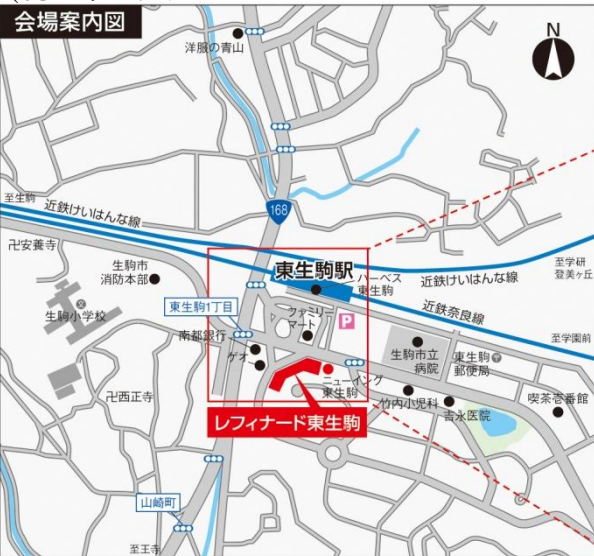 会場案内図
N
洋服の青山
168
至生駒
近鉄けいはんな線
卍安養寺
生駒市
消防本部
生駒小学校
東生駒駅
ハーベス
東生駒
近鉄けいはんな線
至学研
登美ヶ丘
近鉄奈良線
至学園前
東生駒1丁目
ファミリー
マート
P
南都銀行
ゲオ
生駒市立
病院
東生駒
郵便局
ニューイング
東生駒
竹内小児科
吉永医院
喫茶壱番館
卍西正寺
レフィナード東生駒
山崎町
至王寺